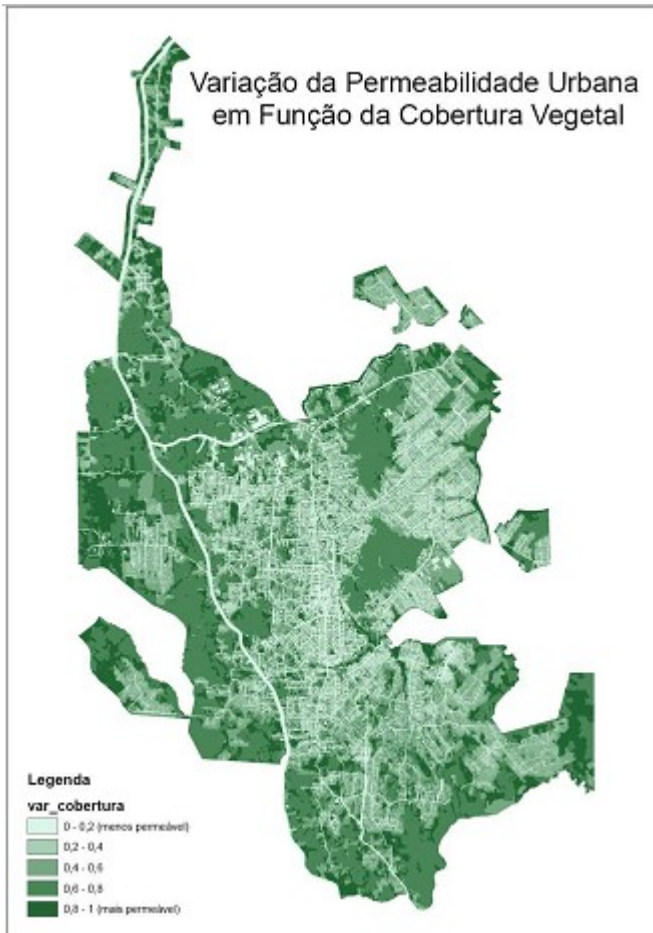 Variação da Permeabilidade Urbana
em Função da Cobertura Vegetal
Legenda
var_cobertura
0 - 0,2 (menos permeável)
0,2 - 0,4
0,4 - 0,6
0,6 - 0,8
0,8 - 1 (mais permeável)